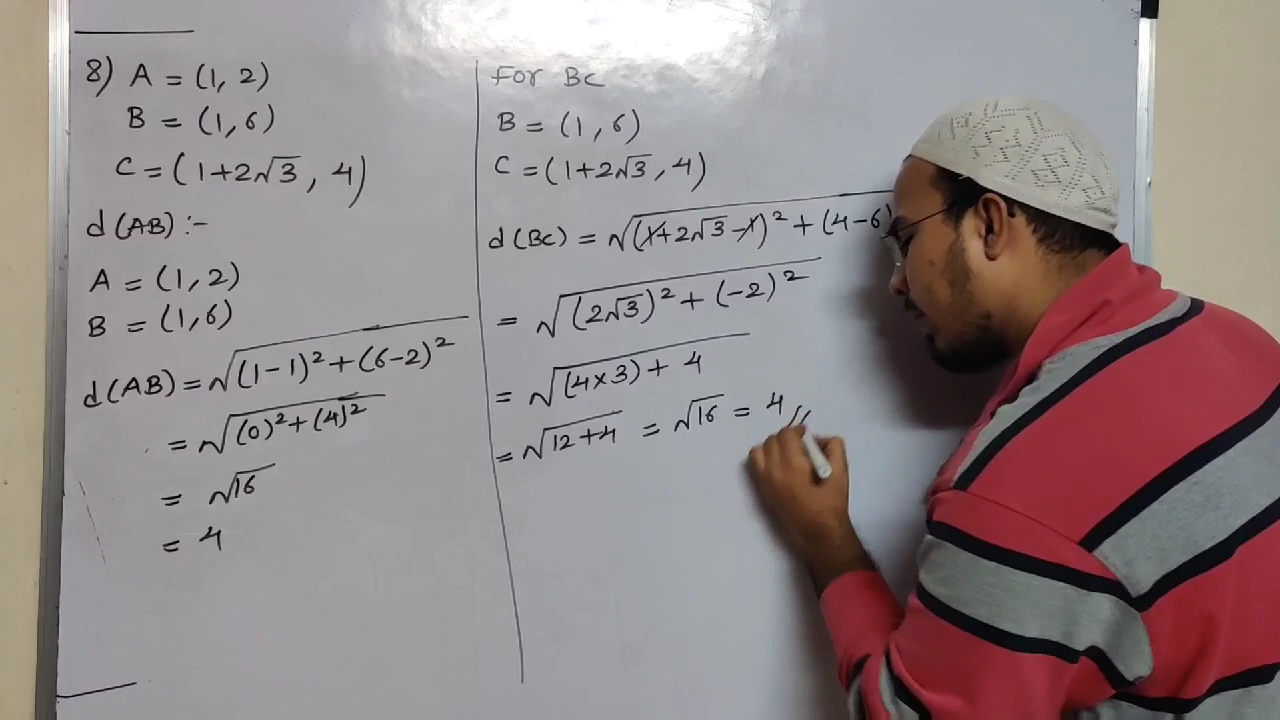 8) A = (1, 2)
B = (1, 6)
C = (1+2√3, 4)
d(AB) :-
A = (1, 2)
B = (1, 6)
d(AB) = √(1-1)² + (6-2)²
= √(0)² + (4)²
= √16
= 4
For BC
B = (1, 6)
C = (1+2√3, 4)
d(BC) = √(1+2√3-1)² + (4-6)
= √(2√3)² + (-2)²
= √(4×3) + 4
= √12+4 = √16 = 4 //